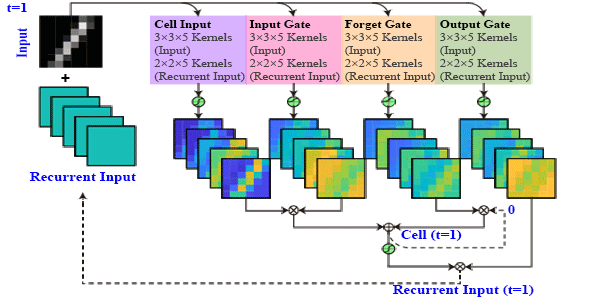 t=1
Input
+
Recurrent Input
Cell Input
3×3×5 Kernels
(Input)
2×2×5 Kernels
(Recurrent Input)
Input Gate
3×3×5 Kernels
(Input)
2×2×5 Kernels
(Recurrent Input)
Forget Gate
3×3×5 Kernels
(Input)
2×2×5 Kernels
(Recurrent Input)
Output Gate
3×3×5 Kernels
(Input)
2×2×5 Kernels
(Recurrent Input)
0
Cell (t=1)
Recurrent Input (t=1)